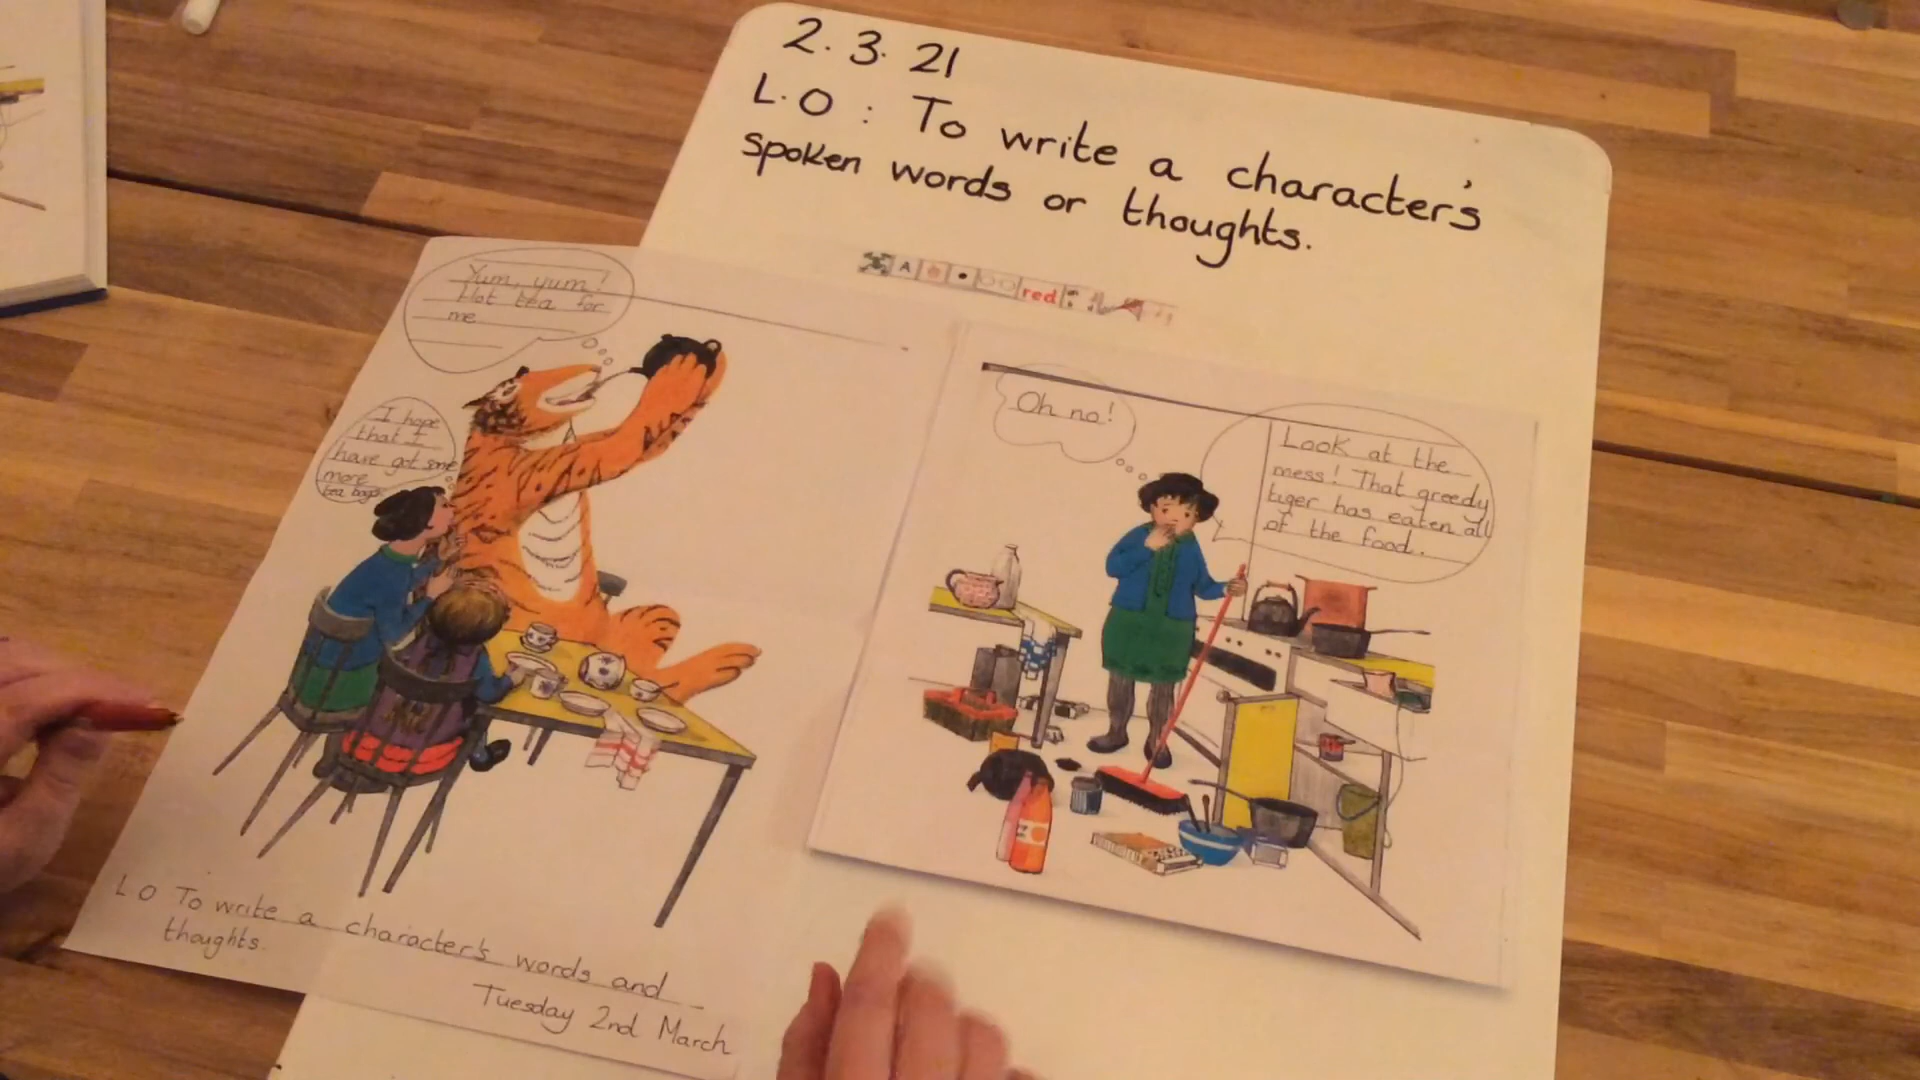 2.3.21
L.O : To write a character's
spoken words or thoughts.
A
red
Yum, yum!
Hot tea for
me
I hope
that I
have got some
more
tea bags
Oh no!
Look at the
mess! That greedy
tiger has eaten all
of the food.
L O To write a character's words and
thoughts.
Tuesday 2nd March